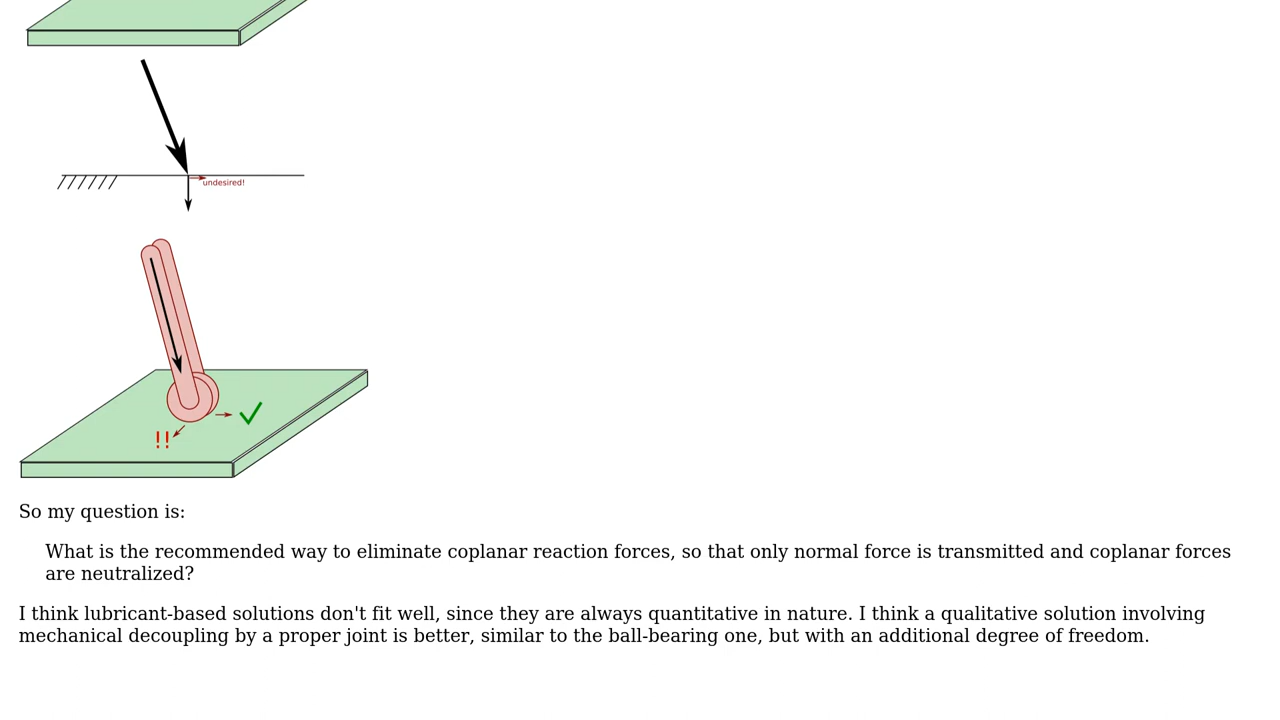 undesired!
!!
So my question is:
What is the recommended way to eliminate coplanar reaction forces, so that only normal force is transmitted and coplanar forces
are neutralized?
I think lubricant-based solutions don't fit well, since they are always quantitative in nature. I think a qualitative solution involving
mechanical decoupling by a proper joint is better, similar to the ball-bearing one, but with an additional degree of freedom.